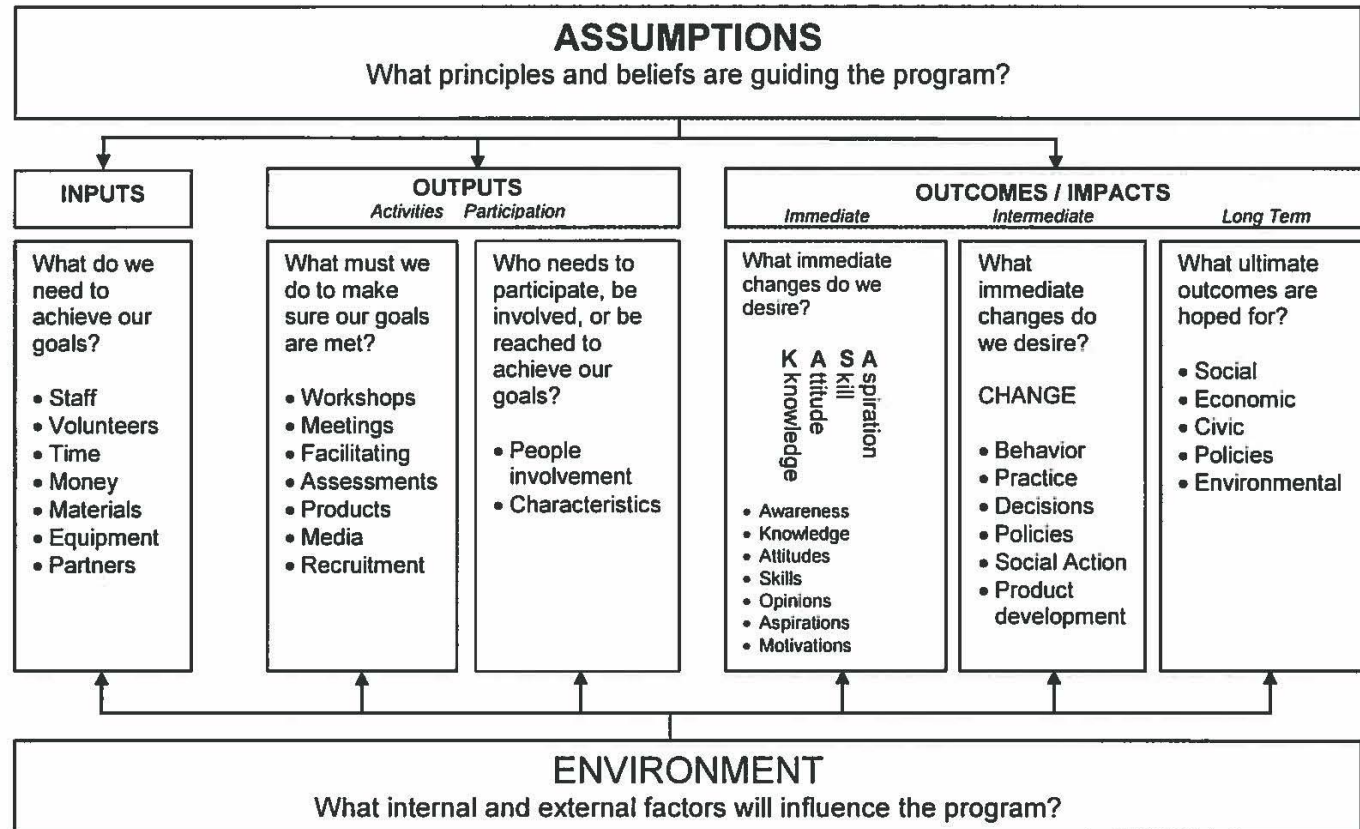 ASSUMPTIONS
What principles and beliefs are guiding the program?
INPUTS
OUTPUTS
Activities Participation
OUTCOMES / IMPACTS
Immediate Intermediate Long Term
What do we
need to
achieve our
goals?
• Staff
• Volunteers
• Time
• Money
• Materials
• Equipment
• Partners
What must we
do to make
sure our goals
are met?
• Workshops
• Meetings
• Facilitating
• Assessments
• Products
• Media
• Recruitment
Who needs to
participate, be
involved, or be
reached to
achieve our
goals?
• People
involvement
• Characteristics
What immediate
changes do we
desire?
K A S A
knowledge
ttitude
kill
spiration
• Awareness
• Knowledge
• Attitudes
• Skills
• Opinions
• Aspirations
• Motivations
What
immediate
changes do
we desire?
CHANGE
• Behavior
• Practice
• Decisions
• Policies
• Social Action
• Product
development
What ultimate
outcomes are
hoped for?
• Social
• Economic
• Civic
• Policies
• Environmental
ENVIRONMENT
What internal and external factors will influence the program?